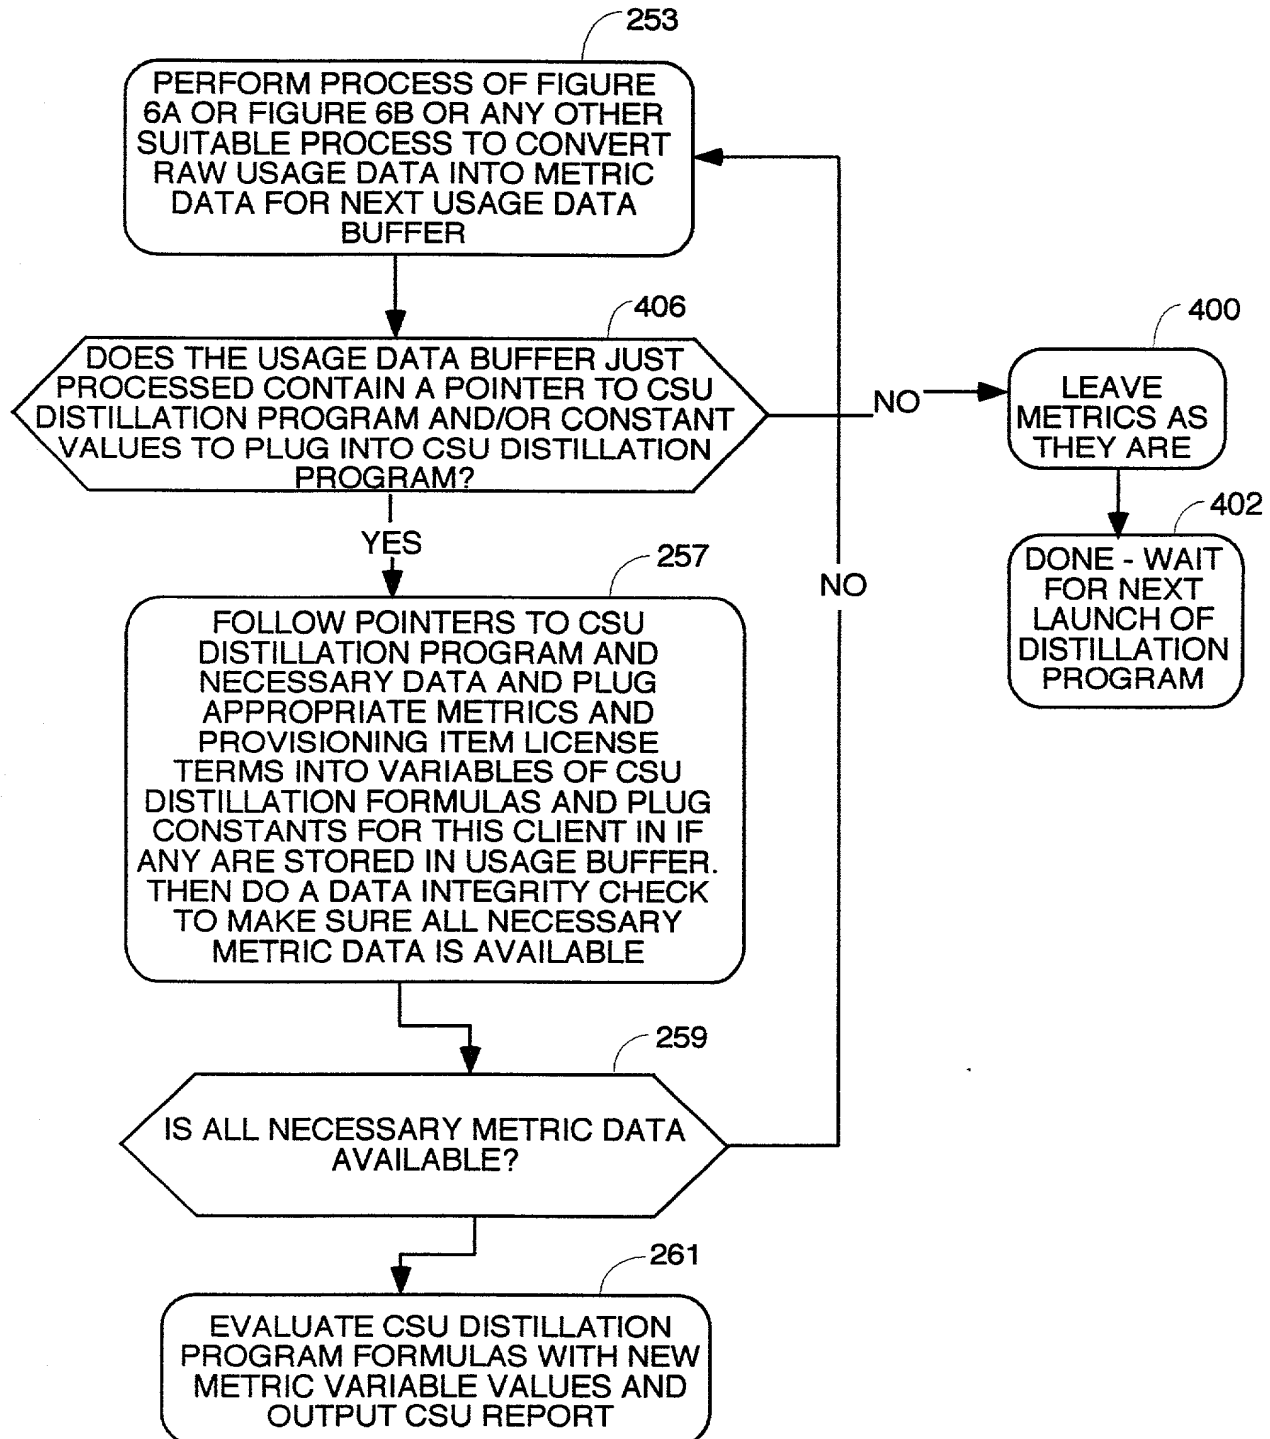 253
PERFORM PROCESS OF FIGURE
6A OR FIGURE 6B OR ANY OTHER
SUITABLE PROCESS TO CONVERT
RAW USAGE DATA INTO METRIC
DATA FOR NEXT USAGE DATA
BUFFER
406
DOES THE USAGE DATA BUFFER JUST
PROCESSED CONTAIN A POINTER TO CSU
DISTILLATION PROGRAM AND/OR CONSTANT
VALUES TO PLUG INTO CSU DISTILLATION
PROGRAM?
NO
400
LEAVE
METRICS AS
THEY ARE
402
DONE - WAIT
FOR NEXT
LAUNCH OF
DISTILLATION
PROGRAM
YES
257
FOLLOW POINTERS TO CSU
DISTILLATION PROGRAM AND
NECESSARY DATA AND PLUG
APPROPRIATE METRICS AND
PROVISIONING ITEM LICENSE
TERMS INTO VARIABLES OF CSU
DISTILLATION FORMULAS AND PLUG
CONSTANTS FOR THIS CLIENT IN IF
ANY ARE STORED IN USAGE BUFFER.
THEN DO A DATA INTEGRITY CHECK
TO MAKE SURE ALL NECESSARY
METRIC DATA IS AVAILABLE
NO
259
IS ALL NECESSARY METRIC DATA
AVAILABLE?
261
EVALUATE CSU DISTILLATION
PROGRAM FORMULAS WITH NEW
METRIC VARIABLE VALUES AND
OUTPUT CSU REPORT